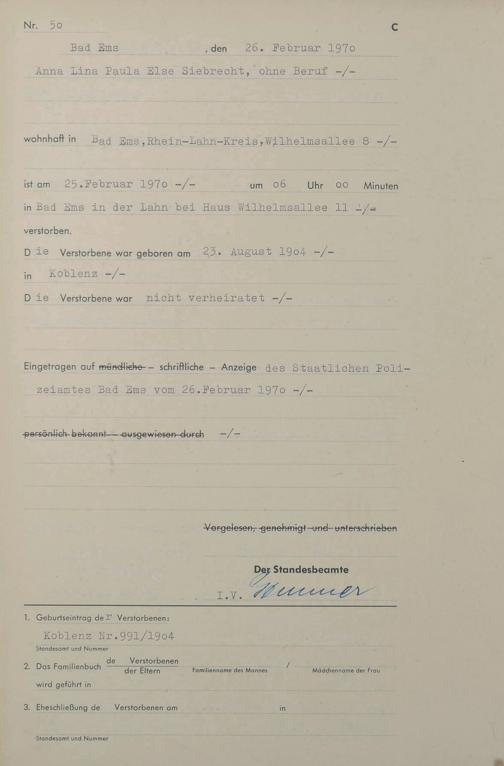 Nr. 50 C
Bad Ems , den 26. Februar 1970
Anna Lina Paula Else Siebrecht, ohne Beruf -/-
wohnhaft in Bad Ems,Rhein-Lahn-Kreis,Wilhelmsallee 8 -/-
ist am 25.Februar 1970 -/- um 06 Uhr 00 Minuten
in Bad Ems in der Lahn bei Haus Wilhelmsallee 11 -/-
verstorben.
Die Verstorbene war geboren am 23. August 1904 -/-
in Koblenz -/-
Die Verstorbene war nicht verheiratet -/-
Eingetragen auf mündliche - schriftliche - Anzeige des Staatlichen Poli-
zeiamtes Bad Ems vom 26.Februar 1970 -/-
persönlich bekannt - ausgewiesen durch -/-
Vorgelesen, genehmigt und unterschrieben
Der Standesbeamte
I.V.
1. Geburtseintrag der Verstorbenen:
Koblenz Nr.991/1904
Standesamt und Nummer
2. Das Familienbuch de Verstorbenen
der Eltern Familienname des Mannes / Mädchenname der Frau
wird geführt in
3. Eheschließung de Verstorbenen am in
Standesamt und Nummer